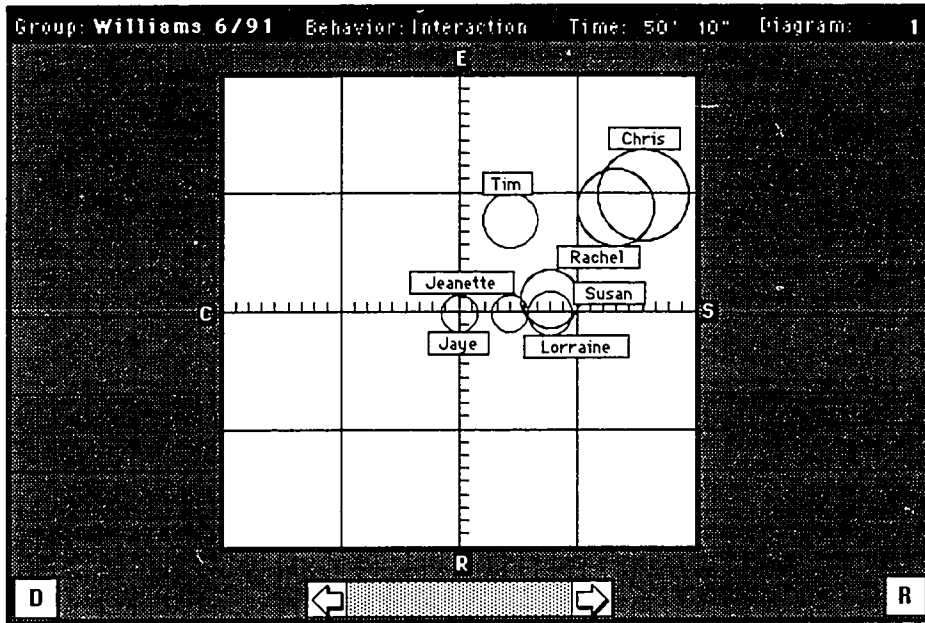 Group: Williams 6/91 Behavior: Interaction Time: 50' 10" Diagram: 1
E
Chris
Tim
Rachel
Jeanette
Susan
C
S
Jaye
Lorraine
R
D
R